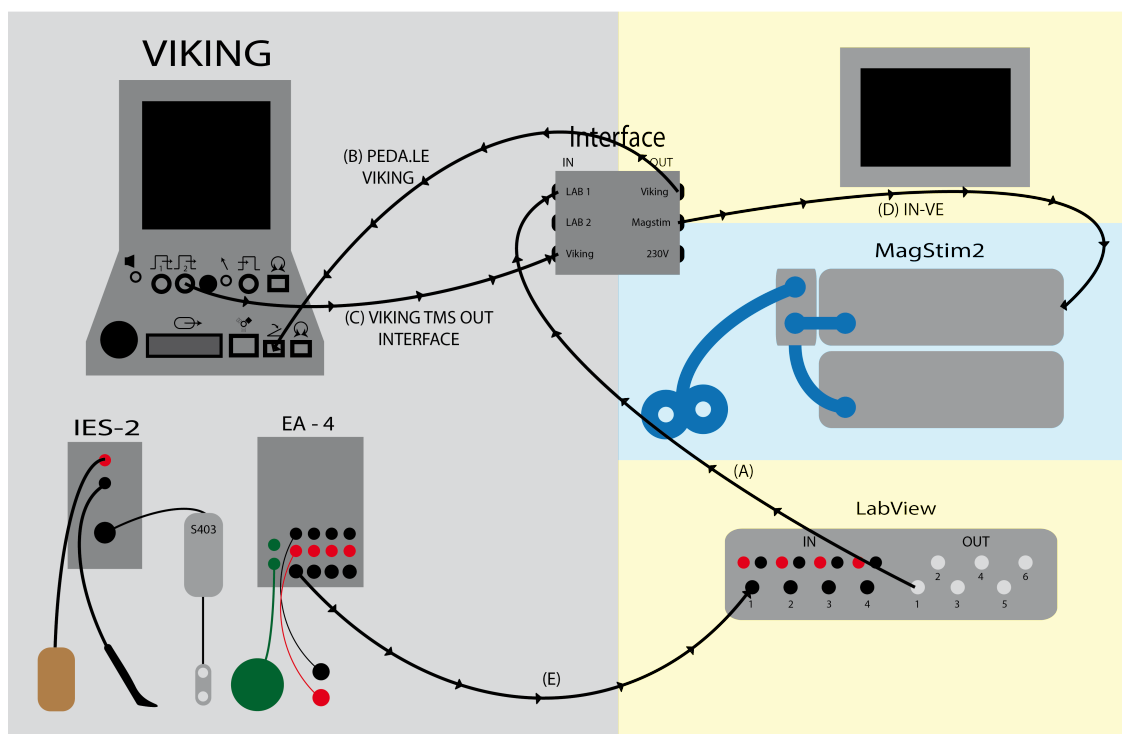 VIKING
Interface
IN
OUT
(B) PEDA.LE
VIKING
LAB 1
Viking
LAB 2
Magstim
Viking
230V
(D) IN-VE
MagStim2
1
2
(C) VIKING TMS OUT
INTERFACE
IES-2
EA - 4
S403
(A)
LabView
IN
OUT
2
4
6
1
2
3
4
1
3
5
(E)